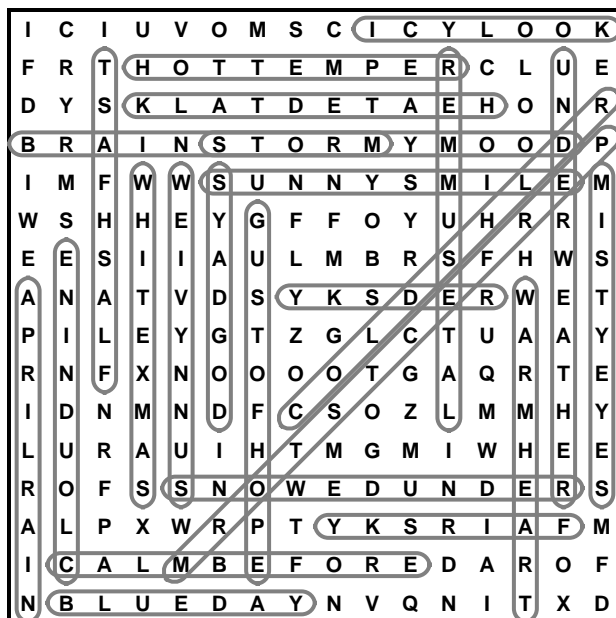 I C I U V O M S C I C Y L O O K
F R T H O T T E M P E R C L U E
D Y S K L A T D E T A E H O N R
B R A I N S T O R M Y M O O D P
I M F W W S U N N Y S M I L E M
W S H H E Y G F F O Y U H R R I
E E S I I A U L M B R S F H W S
A N A T V D S Y K S D E R W E T
P I L E Y G T Z G L C T U A A Y
R N F X N O O O O T G A Q R T E
I D N M N D F C S O Z L M M H Y
L U R A U I H T M G M I W H E E
R O F S S N O W E D U N D E R S
A L P X W R P T Y K S R I A F M
I C A L M B E F O R E D A R O F
N B L U E D A Y N V Q N I T X D